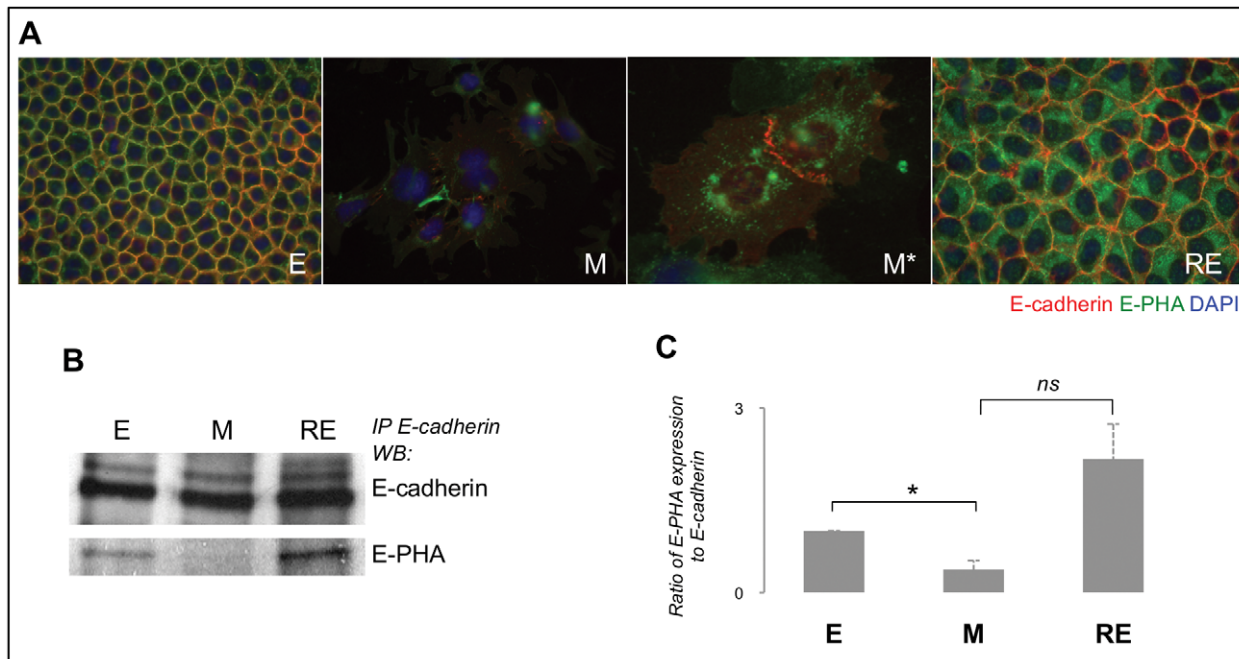 A
E
M
M*
RE
E-cadherin E-PHA DAPI
B
E M RE
IP E-cadherin
WB:
E-cadherin
E-PHA
C
Ratio of E-PHA expression
to E-cadherin
3
0
*
ns
E M RE